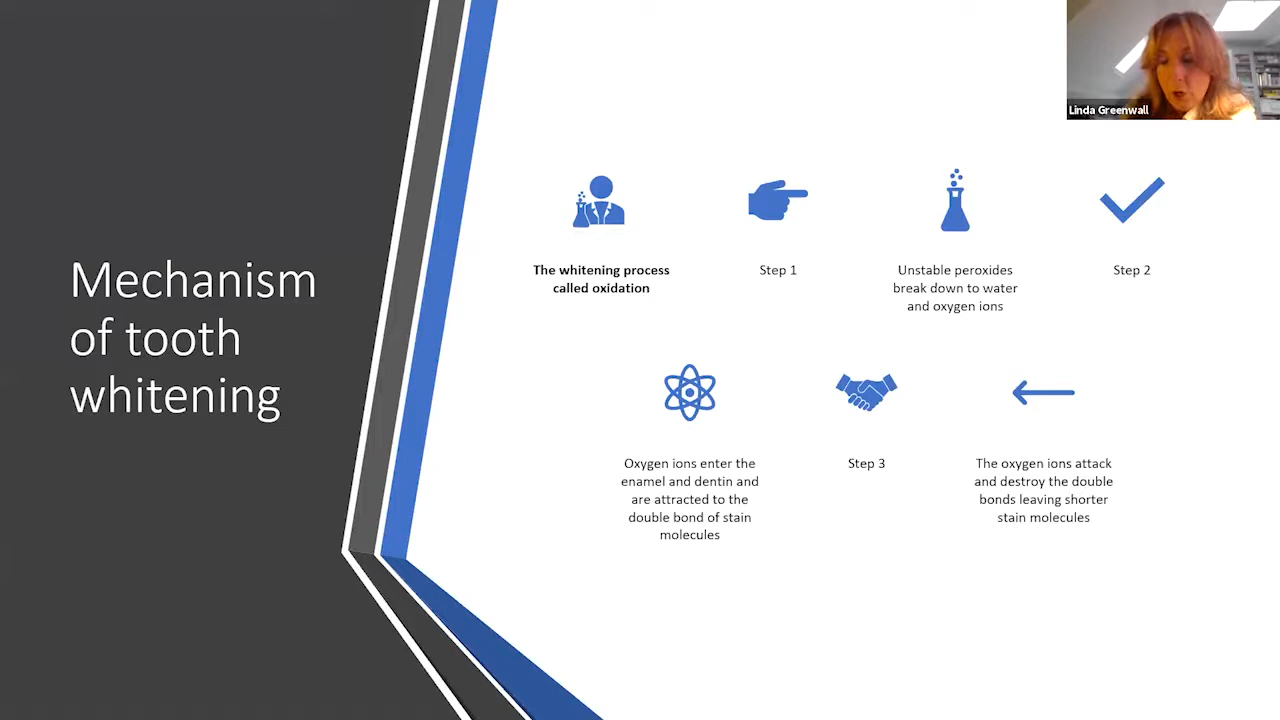 Linda Greenwall
Mechanism
of tooth
whitening
The whitening process
called oxidation
Step 1
Unstable peroxides
break down to water
and oxygen ions
Step 2
Oxygen ions enter the
enamel and dentin and
are attracted to the
double bond of stain
molecules
Step 3
The oxygen ions attack
and destroy the double
bonds leaving shorter
stain molecules